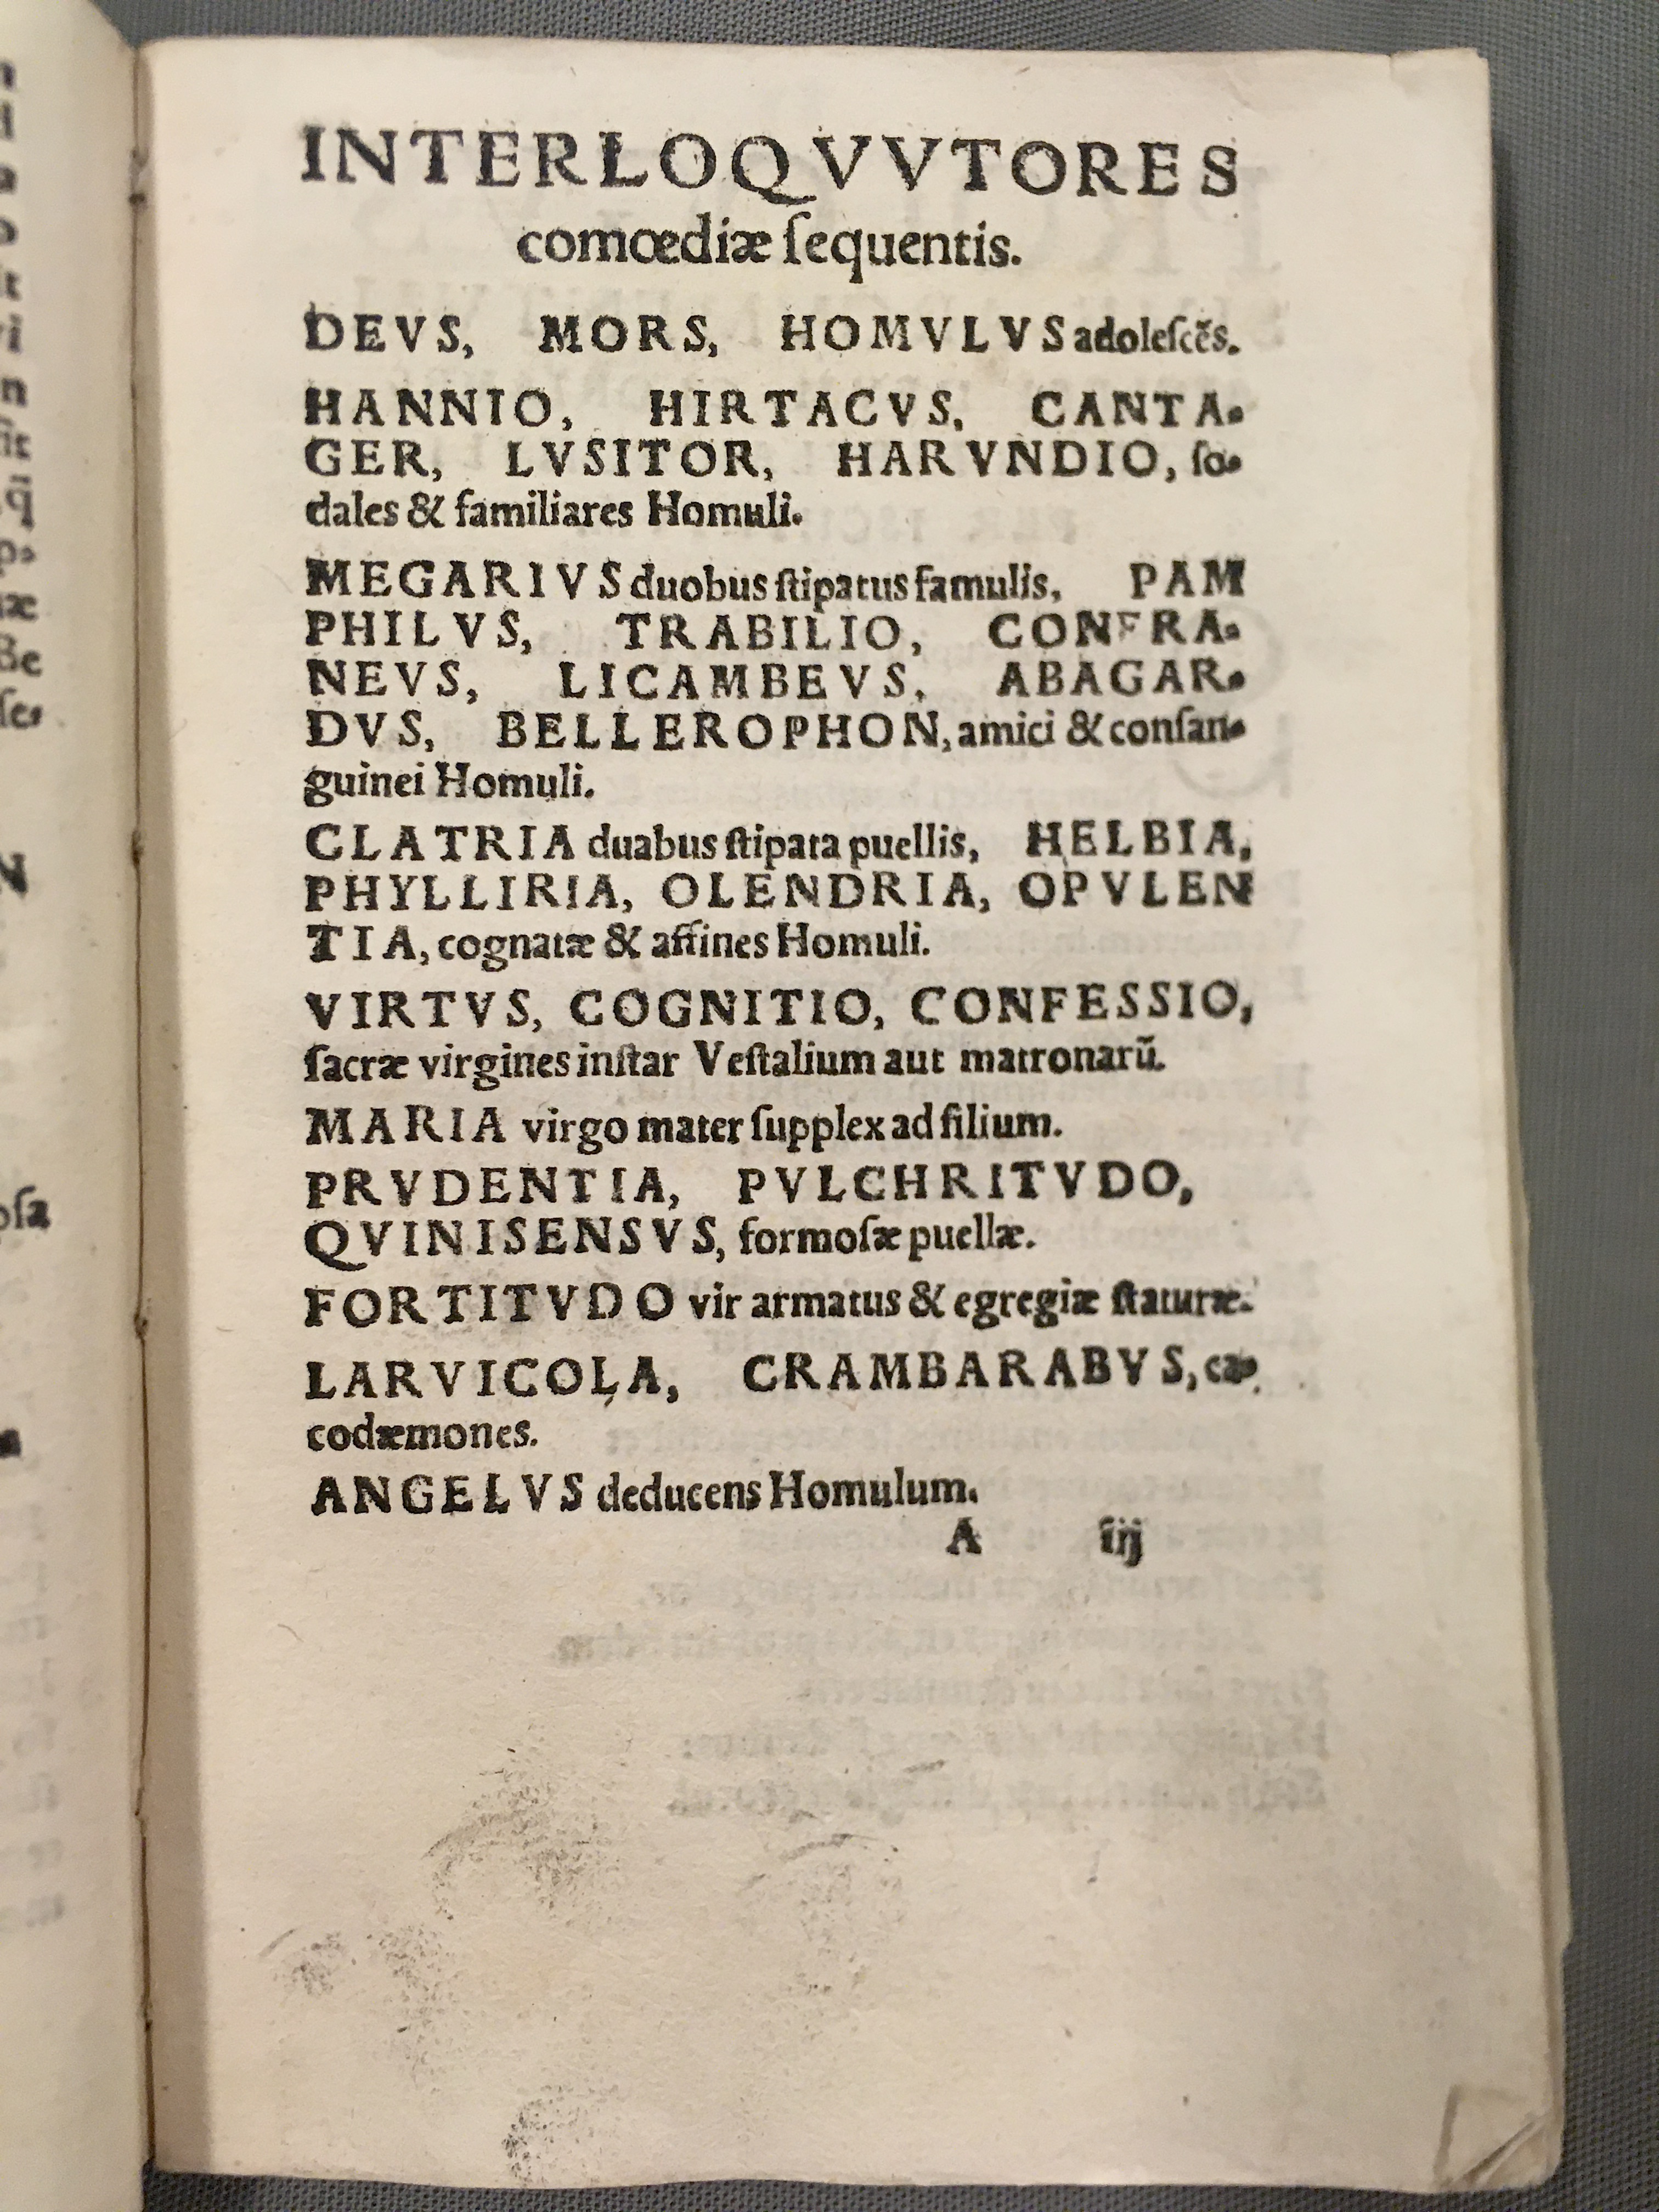 INTERLOQVVTORES
comœdiæ ſequentis.
DEVS, MORS, HOMVLVS adoleſcẽs.
HANNIO, HIRTACVS, CANTA-
GER, LVSITOR, HARVNDIO, ſo-
dales & familiares Homuli.
MEGARIVS duobus ſtipatus famulis, PAM
PHILVS, TRABILIO, CONFRA-
NEVS, LICAMBEVS, ABAGAR-
DVS, BELLEROPHON, amici & conſan-
guinei Homuli.
CLATRIA duabus ſtipata puellis, HELBIA,
PHYLLIRIA, OLENDRIA, OPVLEN
TIA, cognatæ & affines Homuli.
VIRTVS, COGNITIO, CONFESSIO,
ſacræ virgines inſtar Veſtalium aut matronarũ.
MARIA virgo mater ſupplex ad filium.
PRVDENTIA, PVLCHRITVDO,
QVINISENSVS, formoſæ puellæ.
FORTITVDO vir armatus & egregiæ ſtaturæ.
LARVICOLA, CRAMBARABVS, ca-
codæmones.
ANGELVS deducens Homulum.
A iij